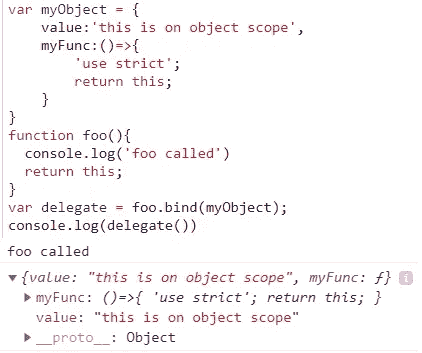 var myObject = {
    value:'this is on object scope',
    myFunc:()=>{
        'use strict';
        return this;
    }
}
function foo(){
  console.log('foo called')
  return this;
}
var delegate = foo.bind(myObject);
console.log(delegate())
foo called
▼{value: "this is on object scope", myFunc: ƒ} i
  ▶ myFunc: ()=>{ 'use strict'; return this; }
    value: "this is on object scope"
  ▶ __proto__: Object